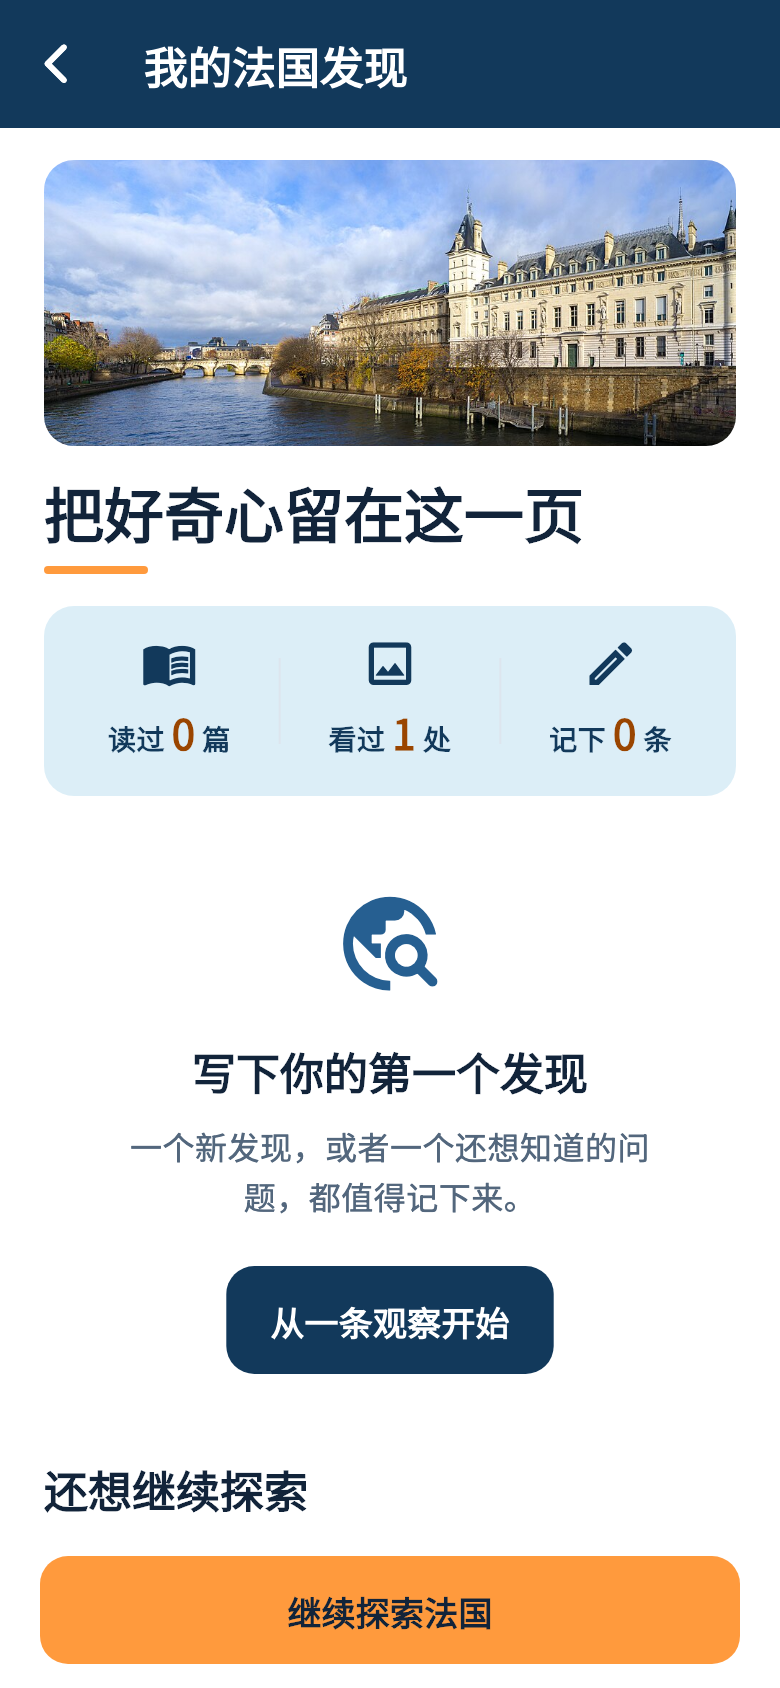 我的法国发现
把好奇心留在这一页
读过 0 篇
看过 1 处
记下 0 条
写下你的第一个发现
一个新发现，或者一个还想知道的问
题，都值得记下来。
从一条观察开始
还想继续探索
继续探索法国